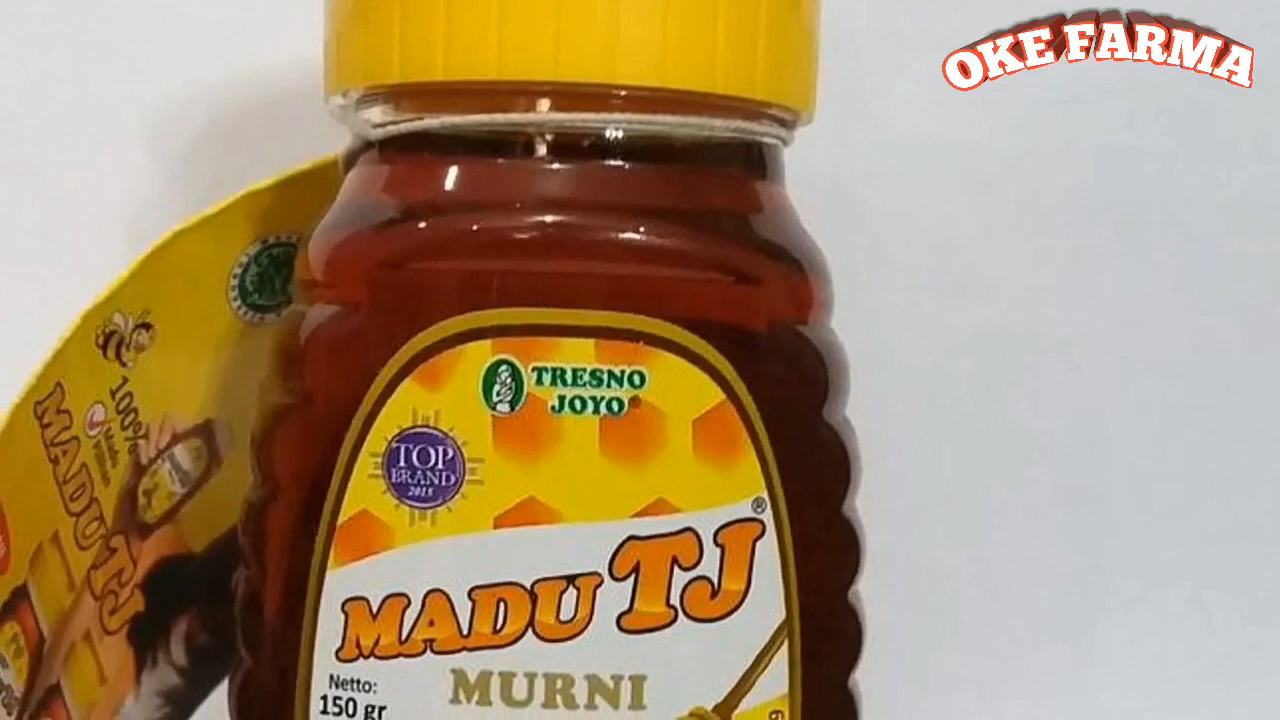 OKE FARMA
TRESNO
JOYO
TOP
BRAND
2015
MADU TJ
MURNI
Netto:
150 gr
100%
MADU TJ